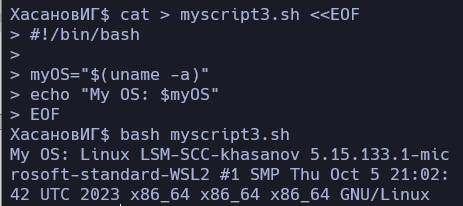 ХасановИГ$ cat > myscript3.sh <<EOF
> #!/bin/bash
>
> myOS="$(uname -a)"
> echo "My OS: $myOS"
> EOF
ХасановИГ$ bash myscript3.sh
My OS: Linux LSM-SCC-khasanov 5.15.133.1-mic
rosoft-standard-WSL2 #1 SMP Thu Oct 5 21:02:
42 UTC 2023 x86_64 x86_64 x86_64 GNU/Linux